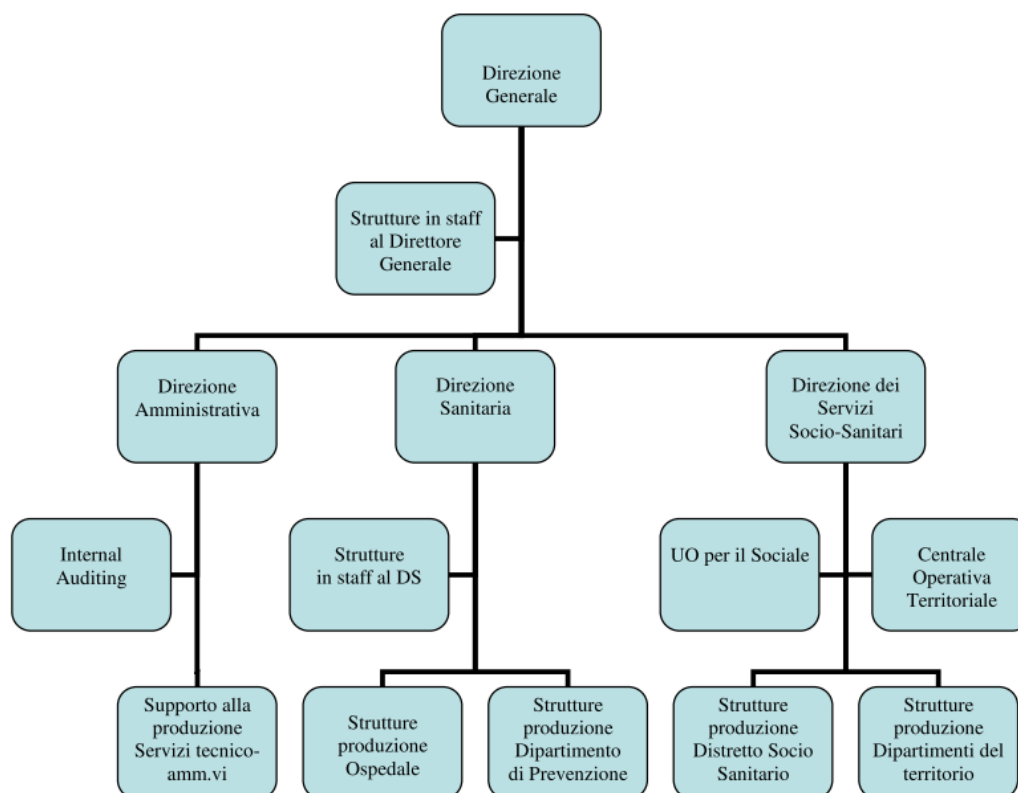 Direzione
Generale
Strutture in staff
al Direttore
Generale
Direzione
Amministrativa
Direzione
Sanitaria
Direzione dei
Servizi
Socio-Sanitari
Internal
Auditing
Strutture
in staff al DS
UO per il Sociale
Centrale
Operativa
Territoriale
Supporto alla
produzione
Servizi tecnico-
amm.vi
Strutture
produzione
Ospedale
Strutture
produzione
Dipartimento
di Prevenzione
Strutture
produzione
Distretto Socio
Sanitario
Strutture
produzione
Dipartimenti del
territorio